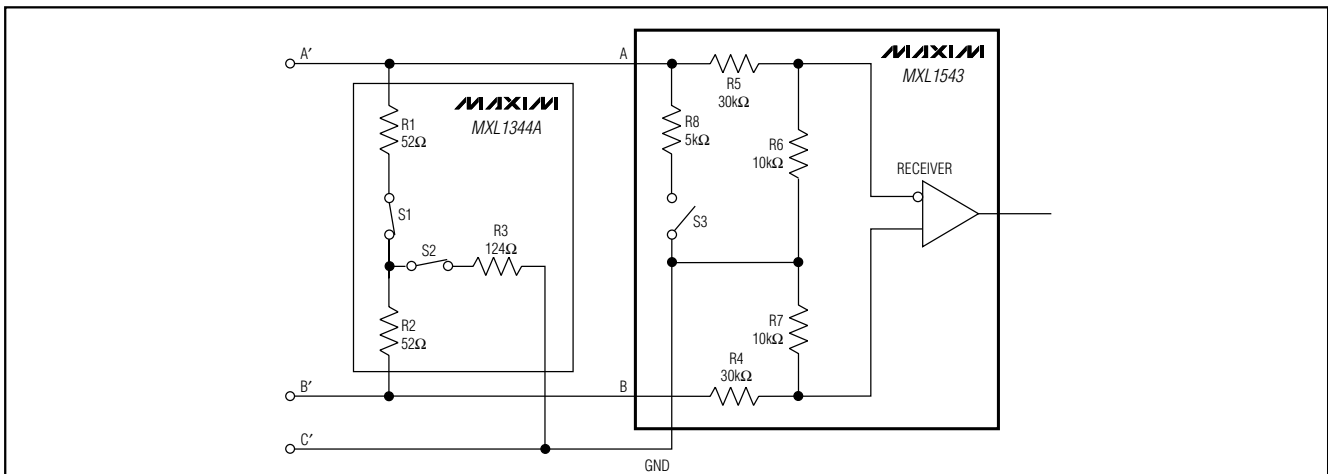 A′
A
MAXIM
MXL1543
R5
30kΩ
MAXIM
MXL1344A
R1
52Ω
R8
5kΩ
R6
10kΩ
RECEIVER
S1
S3
R3
124Ω
S2
R2
52Ω
R7
10kΩ
R4
30kΩ
B′
B
C′
GND